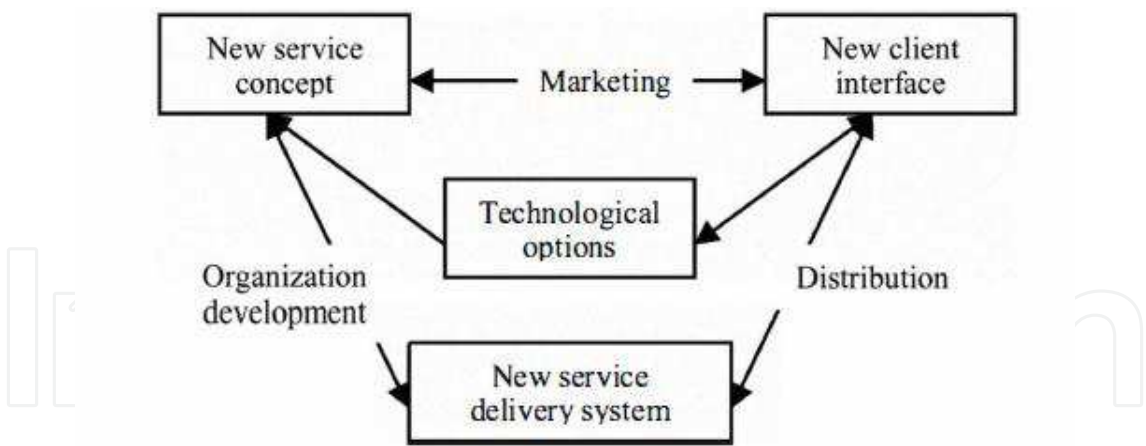 New service
concept
Marketing
New client
interface
Technological
options
Organization
development
Distribution
New service
delivery system